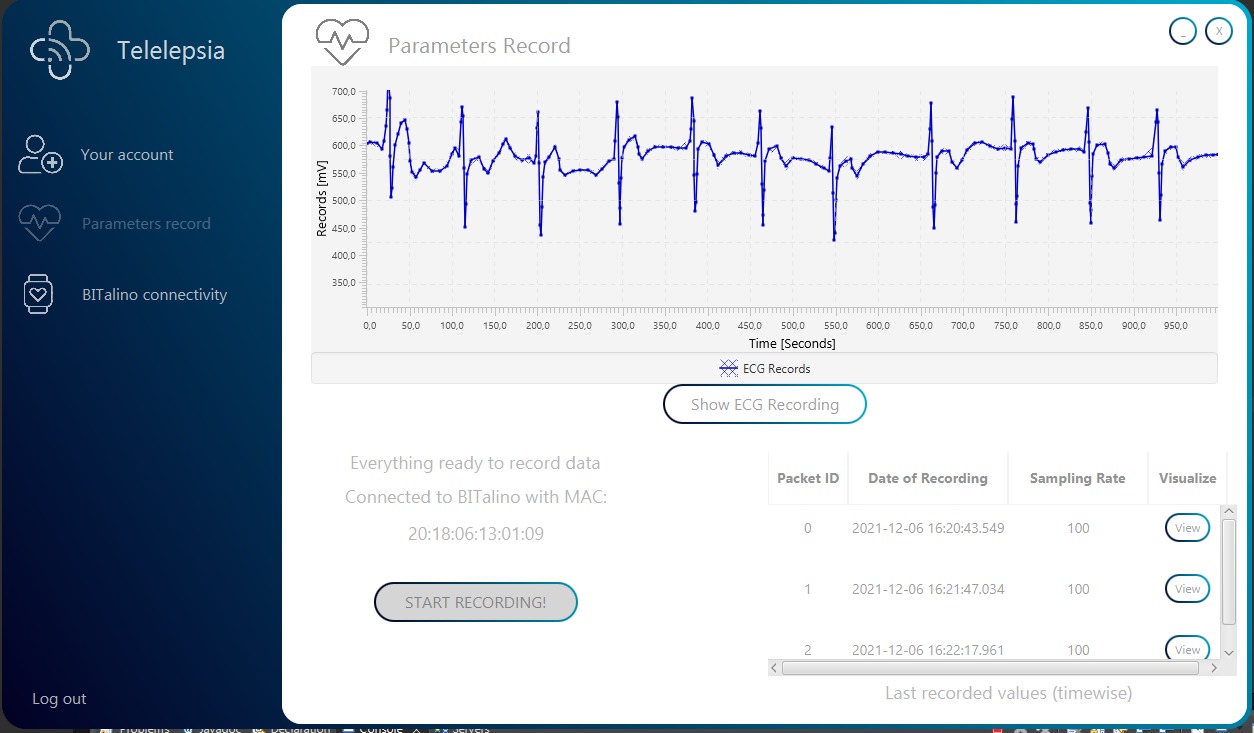 Telelepsia
Your account
Parameters record
BITalino connectivity
Log out
Parameters Record
_ X
700,0
650,0
600,0
550,0
500,0
450,0
400,0
350,0
Records [mV]
0,0 50,0 100,0 150,0 200,0 250,0 300,0 350,0 400,0 450,0 500,0 550,0 600,0 650,0 700,0 750,0 800,0 850,0 900,0 950,0
Time [Seconds]
ECG Records
Show ECG Recording
Everything ready to record data
Connected to BITalino with MAC:
20:18:06:13:01:09
START RECORDING!
Packet ID Date of Recording Sampling Rate Visualize
0 2021-12-06 16:20:43.549 100 View
1 2021-12-06 16:21:47.034 100 View
2 2021-12-06 16:22:17.961 100 View
Last recorded values (timewise)
Problems Javadoc Declaration Console Servers